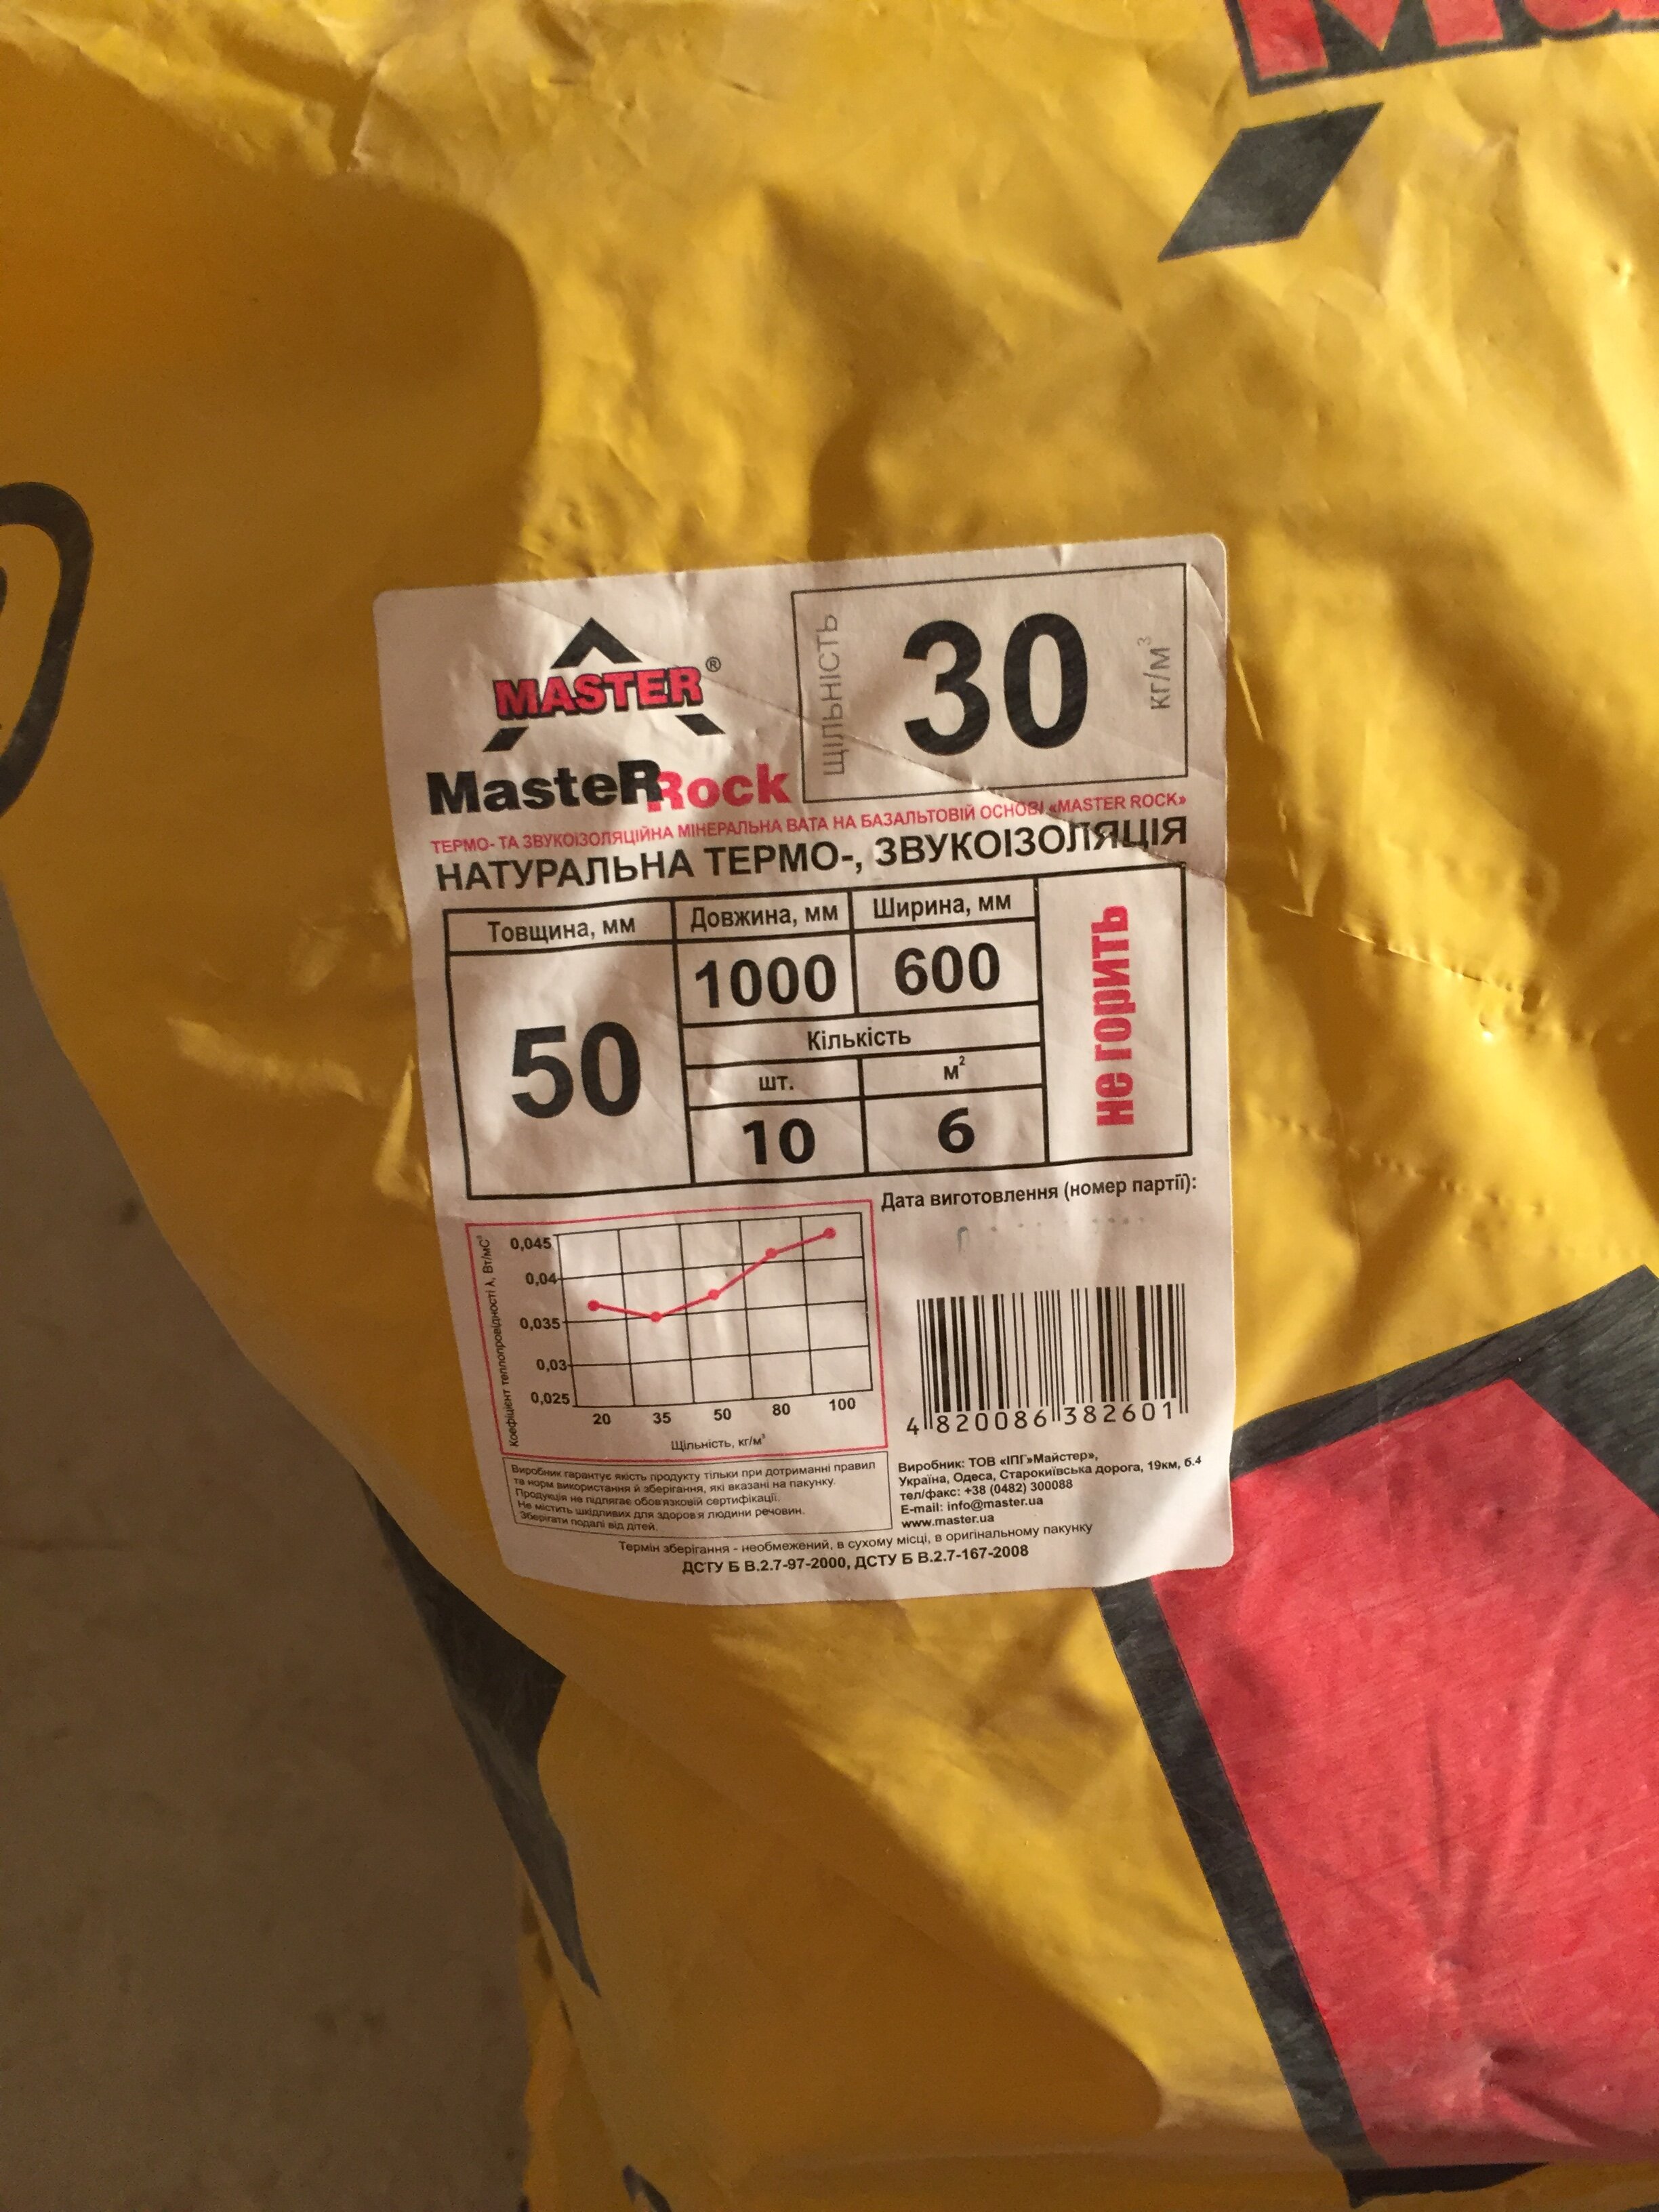 MASTER®
ЩІЛЬНІСТЬ 30 кг/м³
MasteRRock
ТЕРМО- ТА ЗВУКОІЗОЛЯЦІЙНА МІНЕРАЛЬНА ВАТА НА БАЗАЛЬТОВІЙ ОСНОВІ «MASTER ROCK»
НАТУРАЛЬНА ТЕРМО-, ЗВУКОІЗОЛЯЦІЯ
Товщина, мм Довжина, мм Ширина, мм
50 1000 600
Кількість
шт. м²
10 6
не горить
Дата виготовлення (номер партії):
Коефіцієнт теплопровідності λ, Вт/мС°
0,045
0,04
0,035
0,03
0,025
20 35 50 80 100
Щільність, кг/м³
4 820086 382601
Виробник гарантує якість продукту тільки при дотриманні правил
та норм використання й зберігання, які вказані на пакунку.
Продукція не підлягає обов'язковій сертифікації.
Не містить шкідливих для здоров'я людини речовин.
Зберігати подалі від дітей.
Виробник: ТОВ «ІПГ»Майстер»,
Україна, Одеса, Старокиївська дорога, 19км, б.4
тел/факс: +38 (0482) 300088
E-mail: info@master.ua
www.master.ua
Термін зберігання - необмежений, в сухому місці, в оригінальному пакунку
ДСТУ Б В.2.7-97-2000, ДСТУ Б В.2.7-167-2008